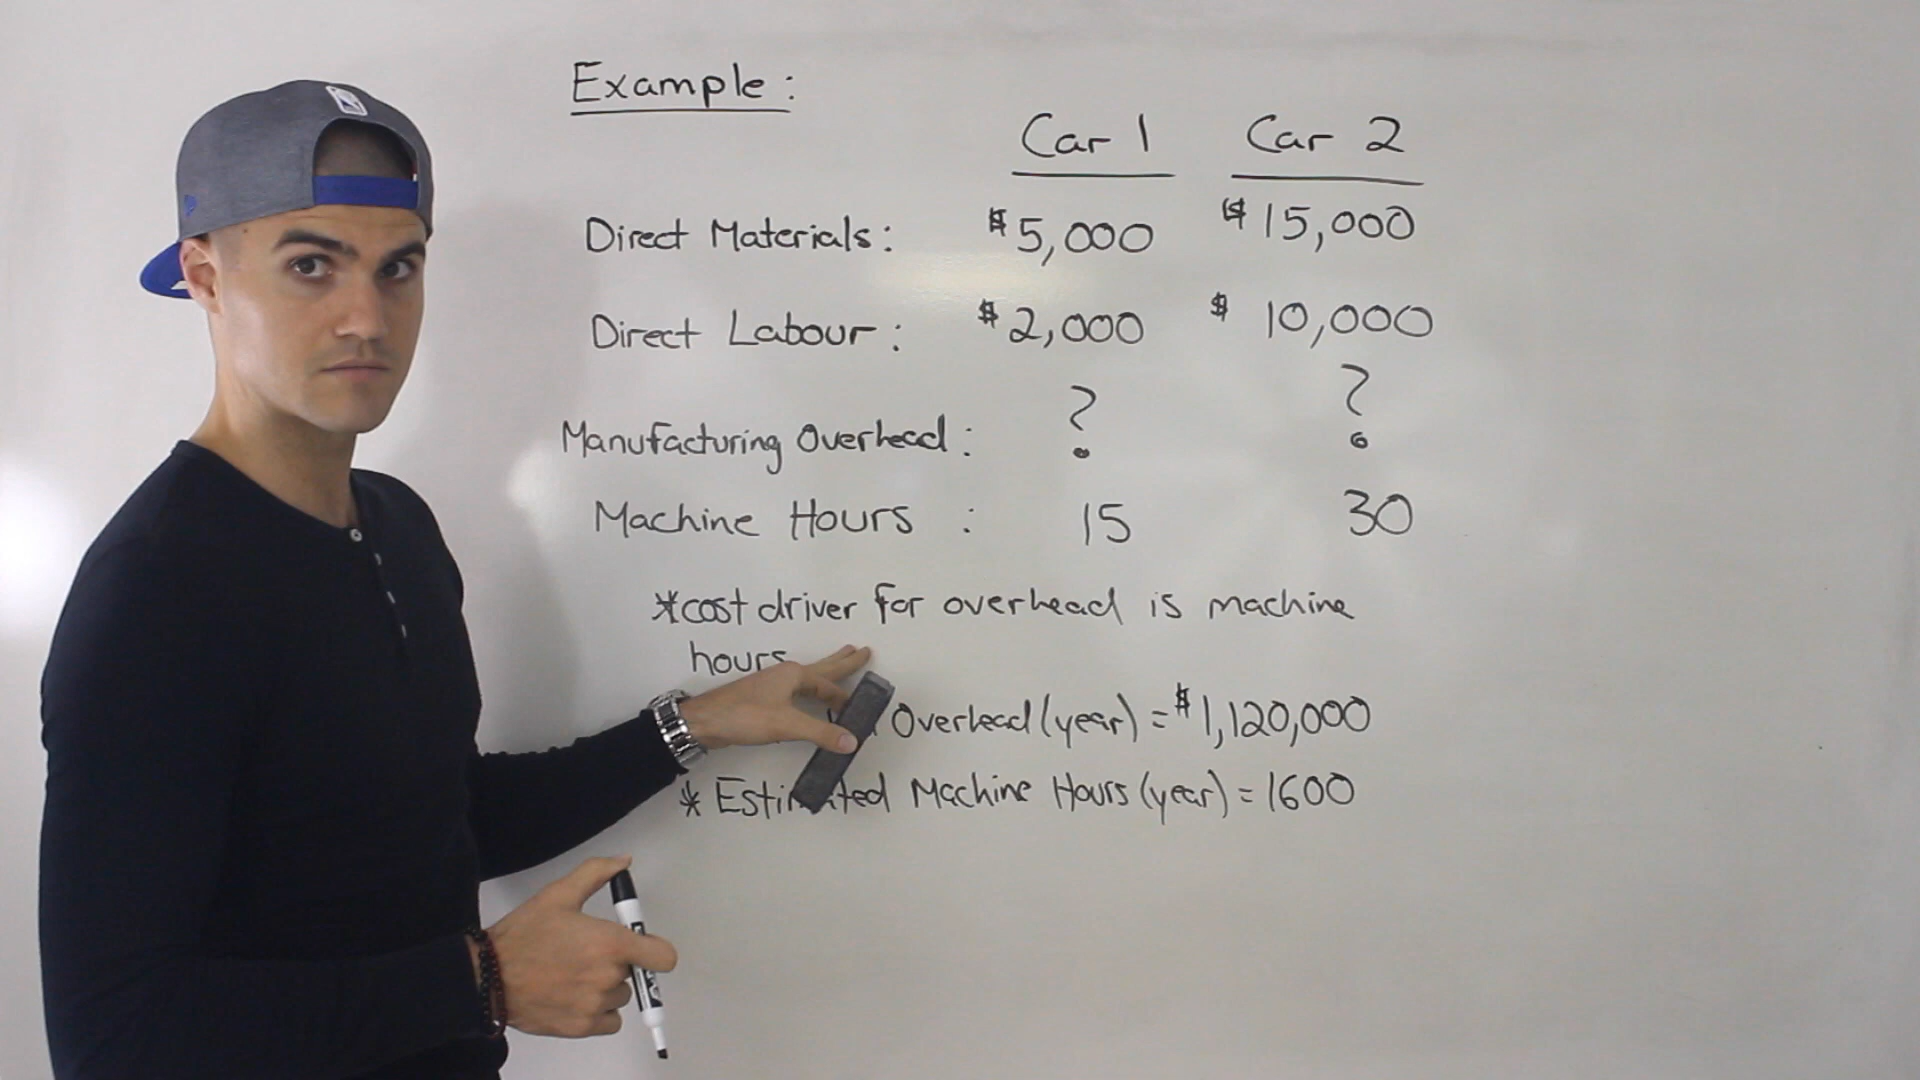 Example:
Car 1 Car 2
Direct Materials: $5,000 $15,000
Direct Labour: $2,000 $10,000
Manufacturing Overhead: ? ?
Machine Hours : 15 30
*cost driver for overhead is machine
hours
Overhead (year) = $1,120,000
* Estimated Machine Hours (year) = 1600